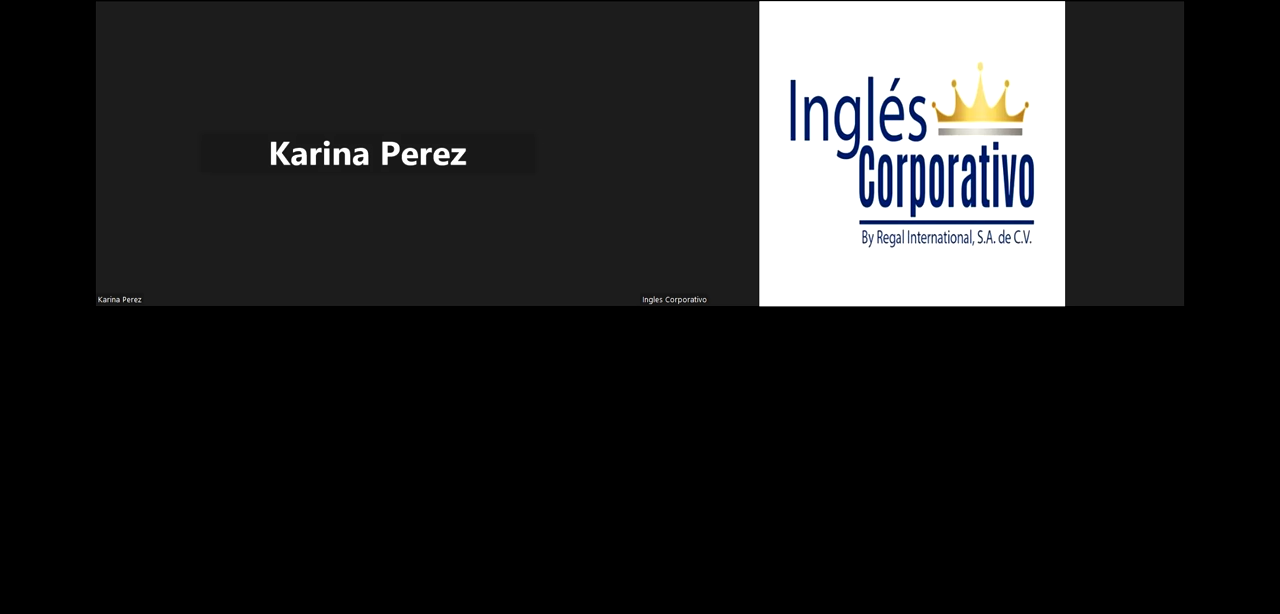 Karina Perez
Karina Perez
Inglés
Corporativo
By Regal International, S.A. de C.V.
Ingles Corporativo